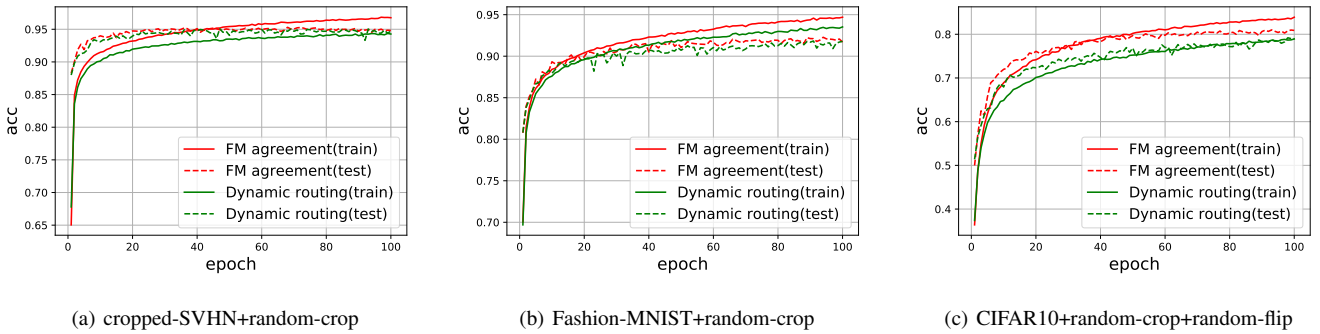 0.95
0.90
0.85
0.80
0.75
0.70
0.65
acc
0 20 40 60 80 100
epoch
FM agreement(train)
FM agreement(test)
Dynamic routing(train)
Dynamic routing(test)
(a) cropped-SVHN+random-crop
0.95
0.90
0.85
0.80
0.75
0.70
acc
0 20 40 60 80 100
epoch
FM agreement(train)
FM agreement(test)
Dynamic routing(train)
Dynamic routing(test)
(b) Fashion-MNIST+random-crop
0.8
0.7
0.6
0.5
0.4
acc
0 20 40 60 80 100
epoch
FM agreement(train)
FM agreement(test)
Dynamic routing(train)
Dynamic routing(test)
(c) CIFAR10+random-crop+random-flip